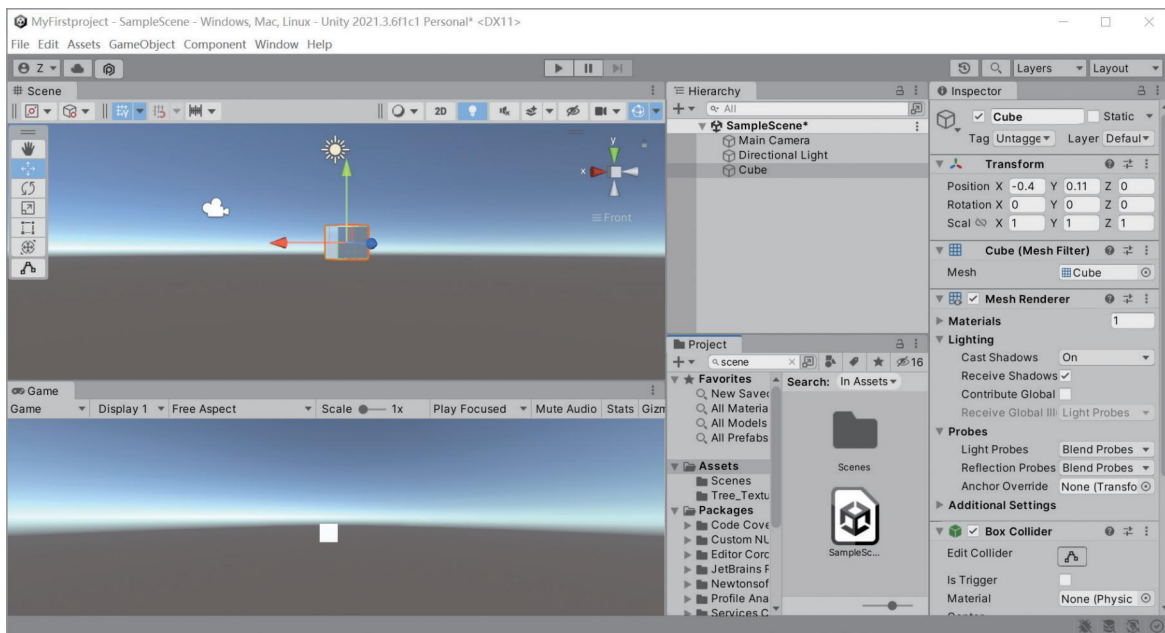 MyFirstproject - SampleScene - Windows, Mac, Linux - Unity 2021.3.6f1c1 Personal* <DX11>
File Edit Assets GameObject Component Window Help
Z
Layers
Layout
Scene
2D
y
x
Front
Game
Game
Display 1
Free Aspect
Scale
1x
Play Focused
Mute Audio
Stats
Gizm
Hierarchy
All
SampleScene*
Main Camera
Directional Light
Cube
Project
scene
16
Favorites
New Saved
All Materia
All Models
All Prefabs
Assets
Scenes
Tree_Textu
Packages
Code Cove
Custom NU
Editor Coro
JetBrains F
Newtonsof
Profile Ana
Services C
Search: In Assets
Scenes
SampleSc...
Inspector
Cube
Static
Tag Untagge
Layer Defaul
Transform
Position X -0.4 Y 0.11 Z 0
Rotation X 0 Y 0 Z 0
Scal X 1 Y 1 Z 1
Cube (Mesh Filter)
Mesh
Cube
Mesh Renderer
Materials
1
Lighting
Cast Shadows
On
Receive Shadows
Contribute Global
Receive Global Ill
Light Probes
Probes
Light Probes
Blend Probes
Reflection Probes
Blend Probes
Anchor Override
None (Transfo
Additional Settings
Box Collider
Edit Collider
Is Trigger
Material
None (Physic